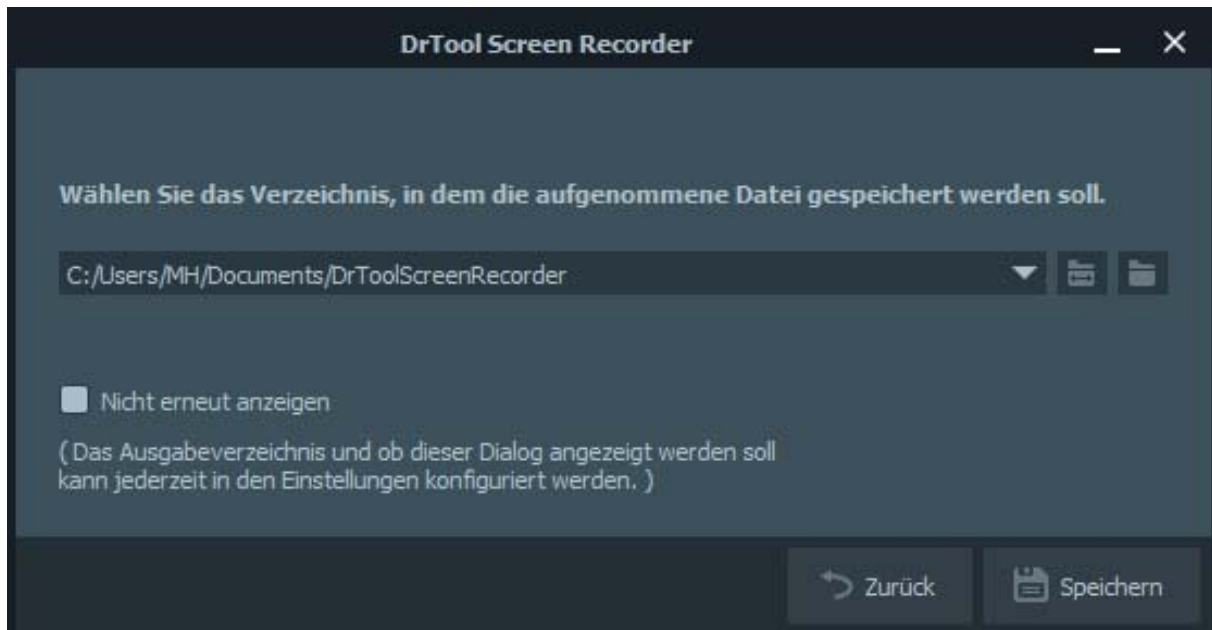 DrTool Screen Recorder
Wählen Sie das Verzeichnis, in dem die aufgenommene Datei gespeichert werden soll.
C:/Users/MH/Documents/DrToolScreenRecorder
Nicht erneut anzeigen
( Das Ausgabeverzeichnis und ob dieser Dialog angezeigt werden soll
kann jederzeit in den Einstellungen konfiguriert werden. )
Zurück
Speichern